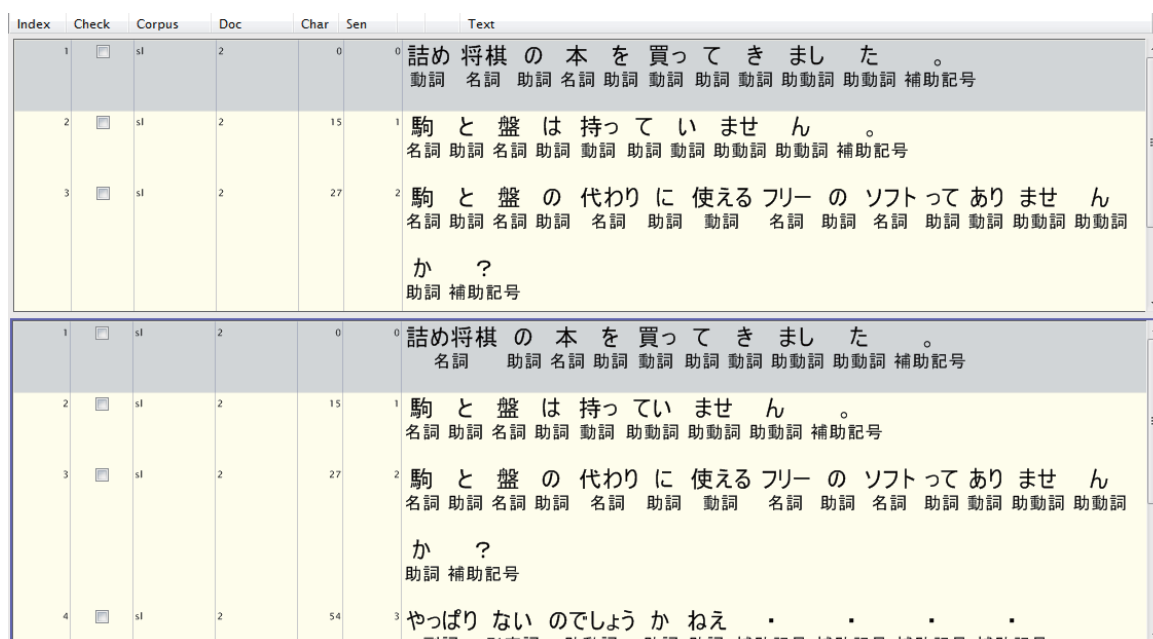 Index Check Corpus Doc Char Sen Text
1 sl 2 0 0 詰め 将棋 の 本 を 買っ て き まし た 。
動詞 名詞 助詞 名詞 助詞 動詞 助詞 動詞 助動詞 助動詞 補助記号
2 sl 2 15 1 駒 と 盤 は 持っ て い ませ ん 。
名詞 助詞 名詞 助詞 動詞 助詞 動詞 助動詞 助動詞 補助記号
3 sl 2 27 2 駒 と 盤 の 代わり に 使える フリー の ソフト って あり ませ ん
名詞 助詞 名詞 助詞 名詞 助詞 動詞 名詞 助詞 名詞 助詞 動詞 助動詞 助動詞
か ？
助詞 補助記号
1 sl 2 0 0 詰め将棋 の 本 を 買っ て き まし た 。
名詞 助詞 名詞 助詞 動詞 助詞 動詞 助動詞 助動詞 補助記号
2 sl 2 15 1 駒 と 盤 は 持っ てい ませ ん 。
名詞 助詞 名詞 助詞 動詞 助動詞 助動詞 助動詞 補助記号
3 sl 2 27 2 駒 と 盤 の 代わり に 使える フリー の ソフト って あり ませ ん
名詞 助詞 名詞 助詞 名詞 助詞 動詞 名詞 助詞 名詞 助詞 動詞 助動詞 助動詞
か ？
助詞 補助記号
4 sl 2 54 3 やっぱり ない のでしょう か ねえ ・ ・ ・ ・